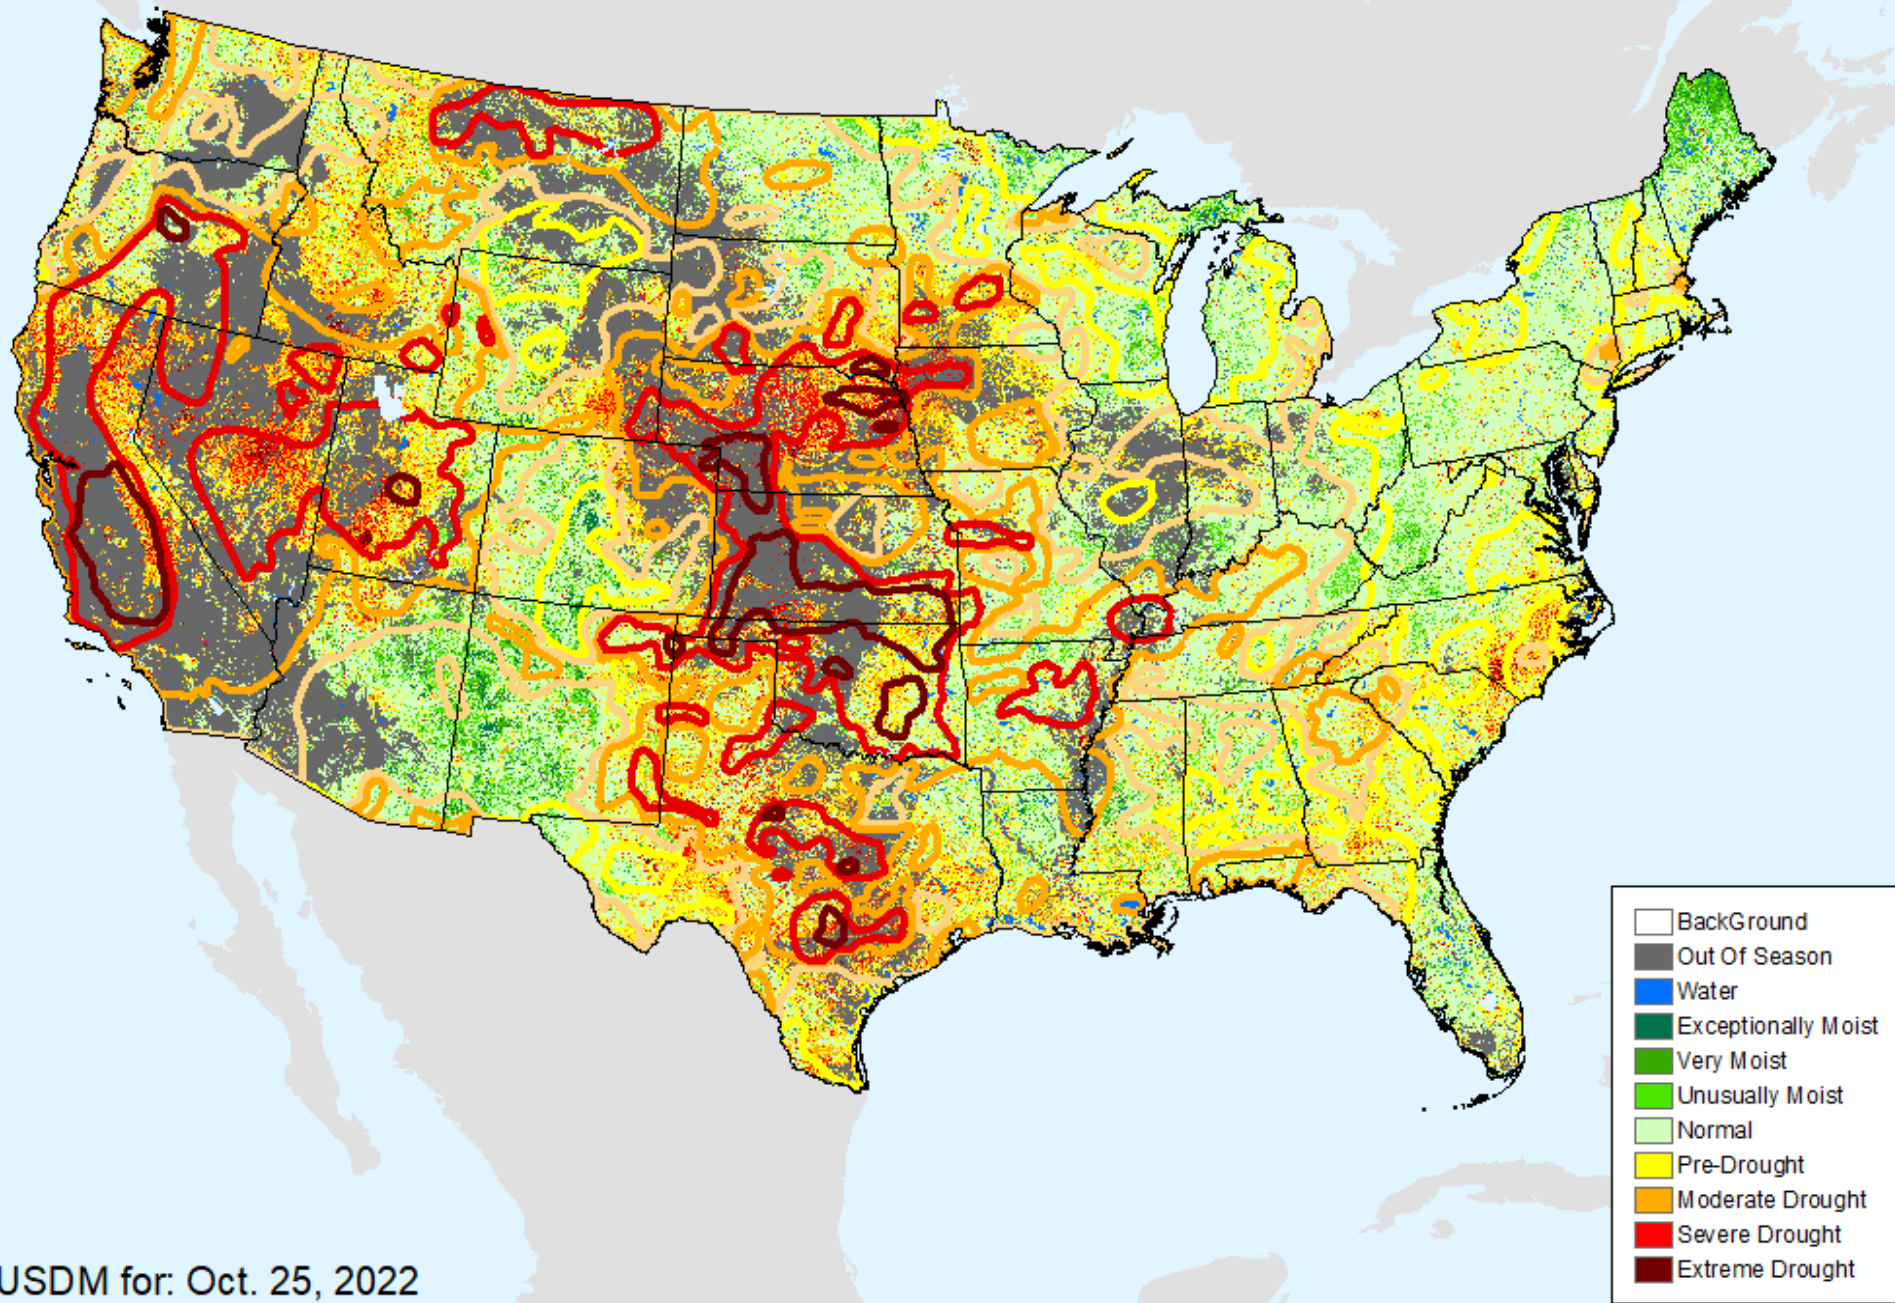 BackGround
Out Of Season
Water
Exceptionally Moist
Very Moist
Unusually Moist
Normal
Pre-Drought
Moderate Drought
Severe Drought
Extreme Drought
USDM for: Oct. 25, 2022